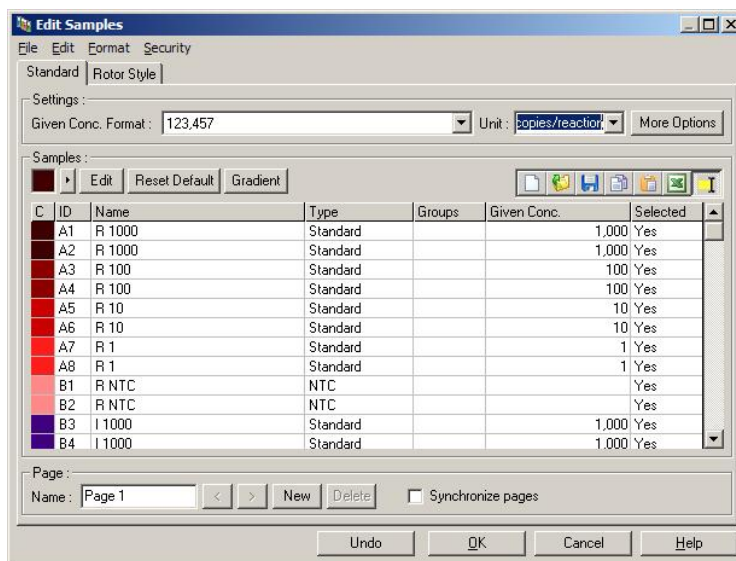 Edit Samples
File Edit Format Security
Standard Rotor Style
Settings :
Given Conc. Format : 123,457 Unit : copies/reaction More Options
Samples :
Edit Reset Default Gradient
C ID Name Type Groups Given Conc. Selected
A1 R 1000 Standard 1,000 Yes
A2 R 1000 Standard 1,000 Yes
A3 R 100 Standard 100 Yes
A4 R 100 Standard 100 Yes
A5 R 10 Standard 10 Yes
A6 R 10 Standard 10 Yes
A7 R 1 Standard 1 Yes
A8 R 1 Standard 1 Yes
B1 R NTC NTC Yes
B2 R NTC NTC Yes
B3 I 1000 Standard 1,000 Yes
B4 I 1000 Standard 1,000 Yes
Page :
Name : Page 1 < > New Delete Synchronize pages
Undo OK Cancel Help